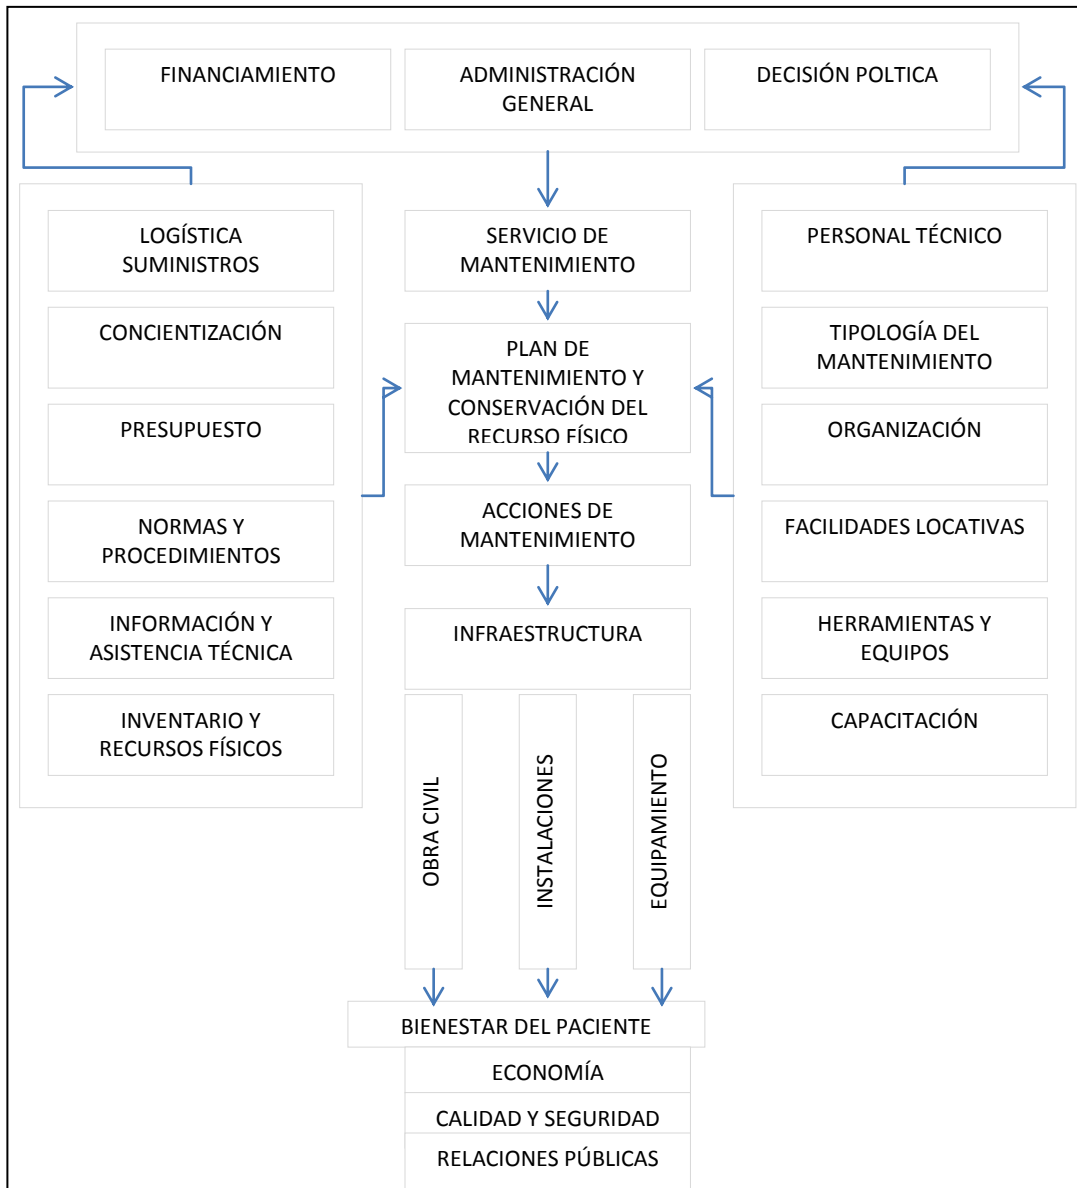 FINANCIAMIENTO
ADMINISTRACIÓN
GENERAL
DECISIÓN POLTICA
LOGÍSTICA
SUMINISTROS
CONCIENTIZACIÓN
PRESUPUESTO
NORMAS Y
PROCEDIMIENTOS
INFORMACIÓN Y
ASISTENCIA TÉCNICA
INVENTARIO Y
RECURSOS FÍSICOS
SERVICIO DE
MANTENIMIENTO
PLAN DE
MANTENIMIENTO Y
CONSERVACIÓN DEL
RECURSO FÍSICO
ACCIONES DE
MANTENIMIENTO
INFRAESTRUCTURA
OBRA CIVIL
INSTALACIONES
EQUIPAMIENTO
PERSONAL TÉCNICO
TIPOLOGÍA DEL
MANTENIMIENTO
ORGANIZACIÓN
FACILIDADES LOCATIVAS
HERRAMIENTAS Y
EQUIPOS
CAPACITACIÓN
BIENESTAR DEL PACIENTE
ECONOMÍA
CALIDAD Y SEGURIDAD
RELACIONES PÚBLICAS